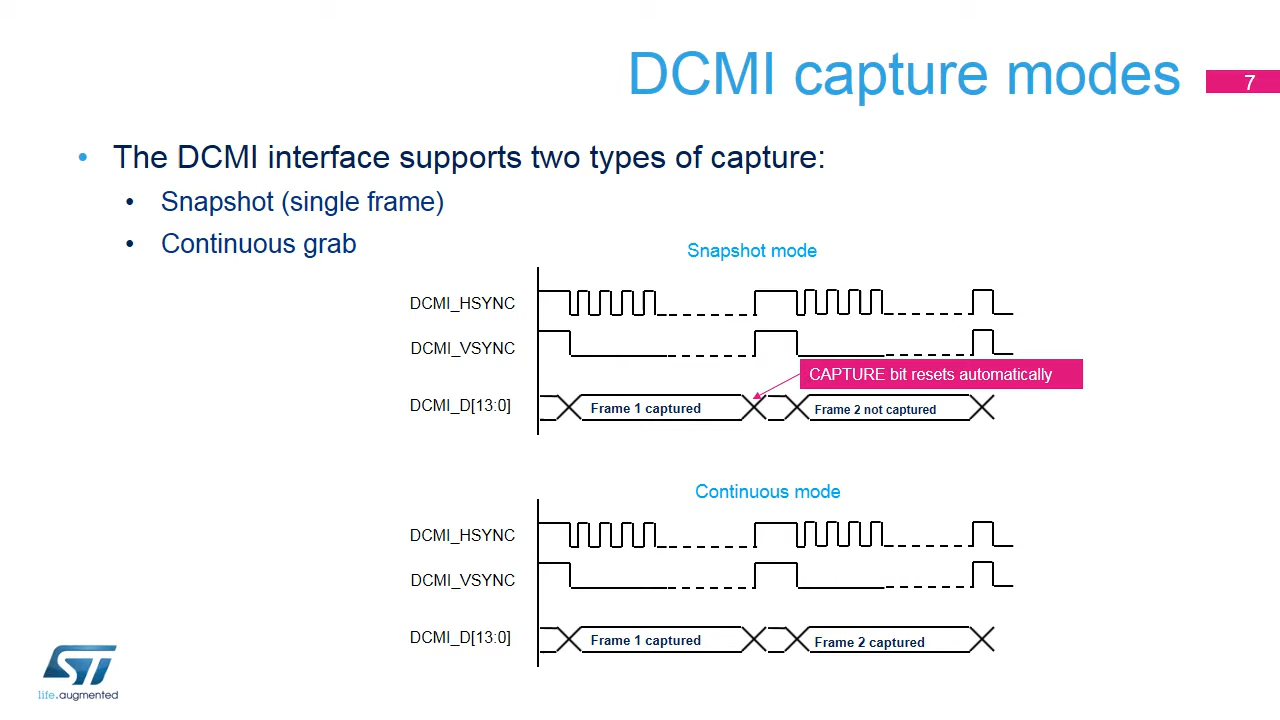 DCMI capture modes
7
• The DCMI interface supports two types of capture:
• Snapshot (single frame)
• Continuous grab
Snapshot mode
DCMI_HSYNC
DCMI_VSYNC
CAPTURE bit resets automatically
DCMI_D[13:0]
Frame 1 captured
Frame 2 not captured
Continuous mode
DCMI_HSYNC
DCMI_VSYNC
DCMI_D[13:0]
Frame 1 captured
Frame 2 captured
ST
life.augmented